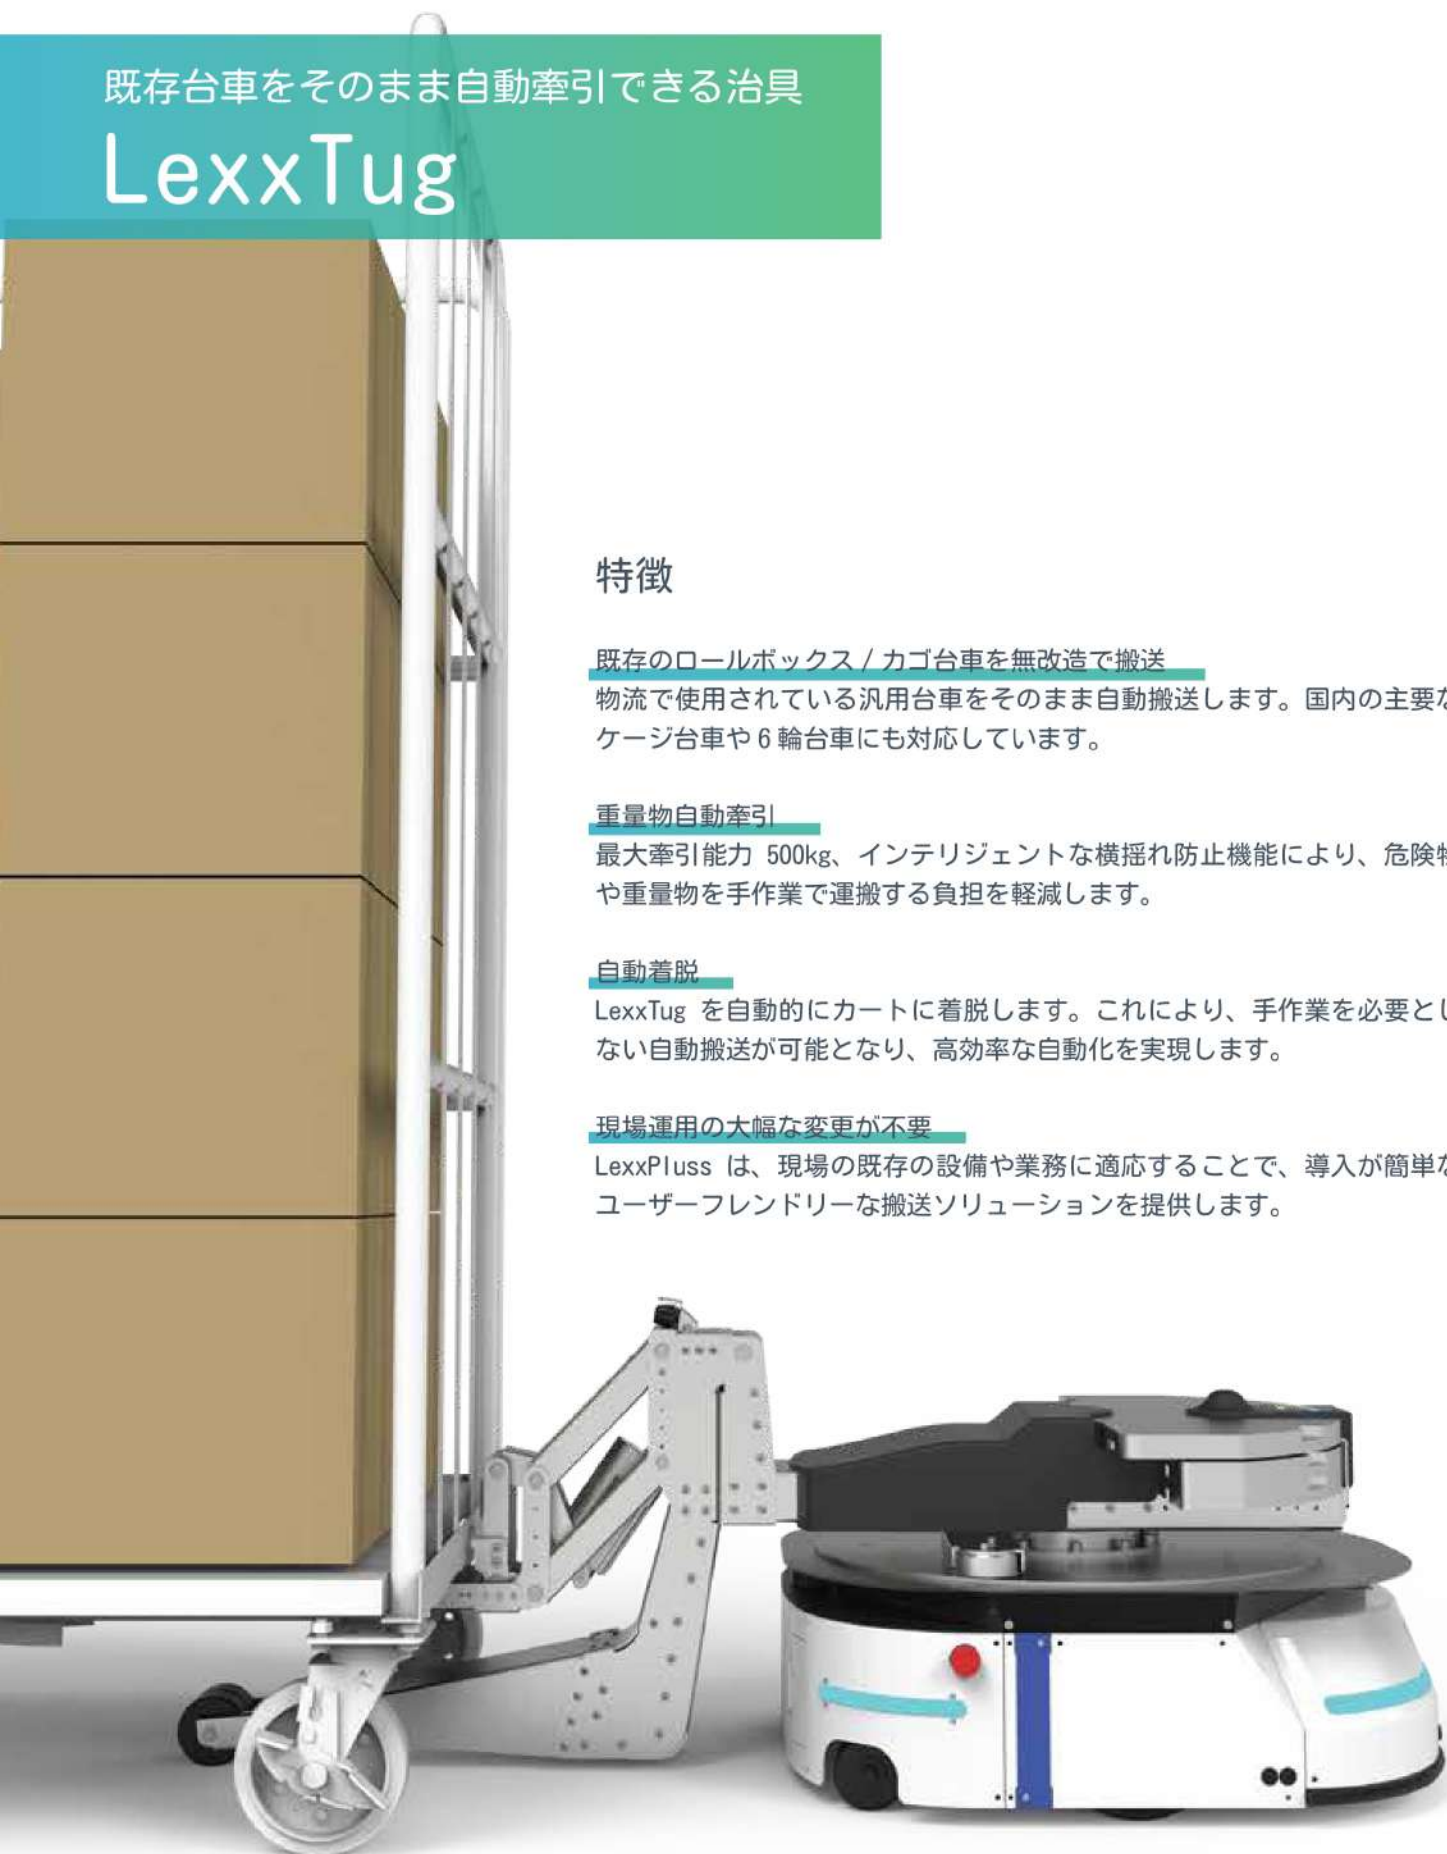 既存台車をそのまま自動牽引できる治具
LexxTug
特徴
既存のロールボックス / カゴ台車を無改造で搬送
物流で使用されている汎用台車をそのまま自動搬送します。国内の主要な
ケージ台車や 6 輪台車にも対応しています。
重量物自動牽引
最大牽引能力 500kg、インテリジェントな横揺れ防止機能により、危険物
や重量物を手作業で運搬する負担を軽減します。
自動着脱
LexxTug を自動的にカートに着脱します。これにより、手作業を必要とし
ない自動搬送が可能となり、高効率な自動化を実現します。
現場運用の大幅な変更が不要
LexxPluss は、現場の既存の設備や業務に適応することで、導入が簡単な
ユーザーフレンドリーな搬送ソリューションを提供します。